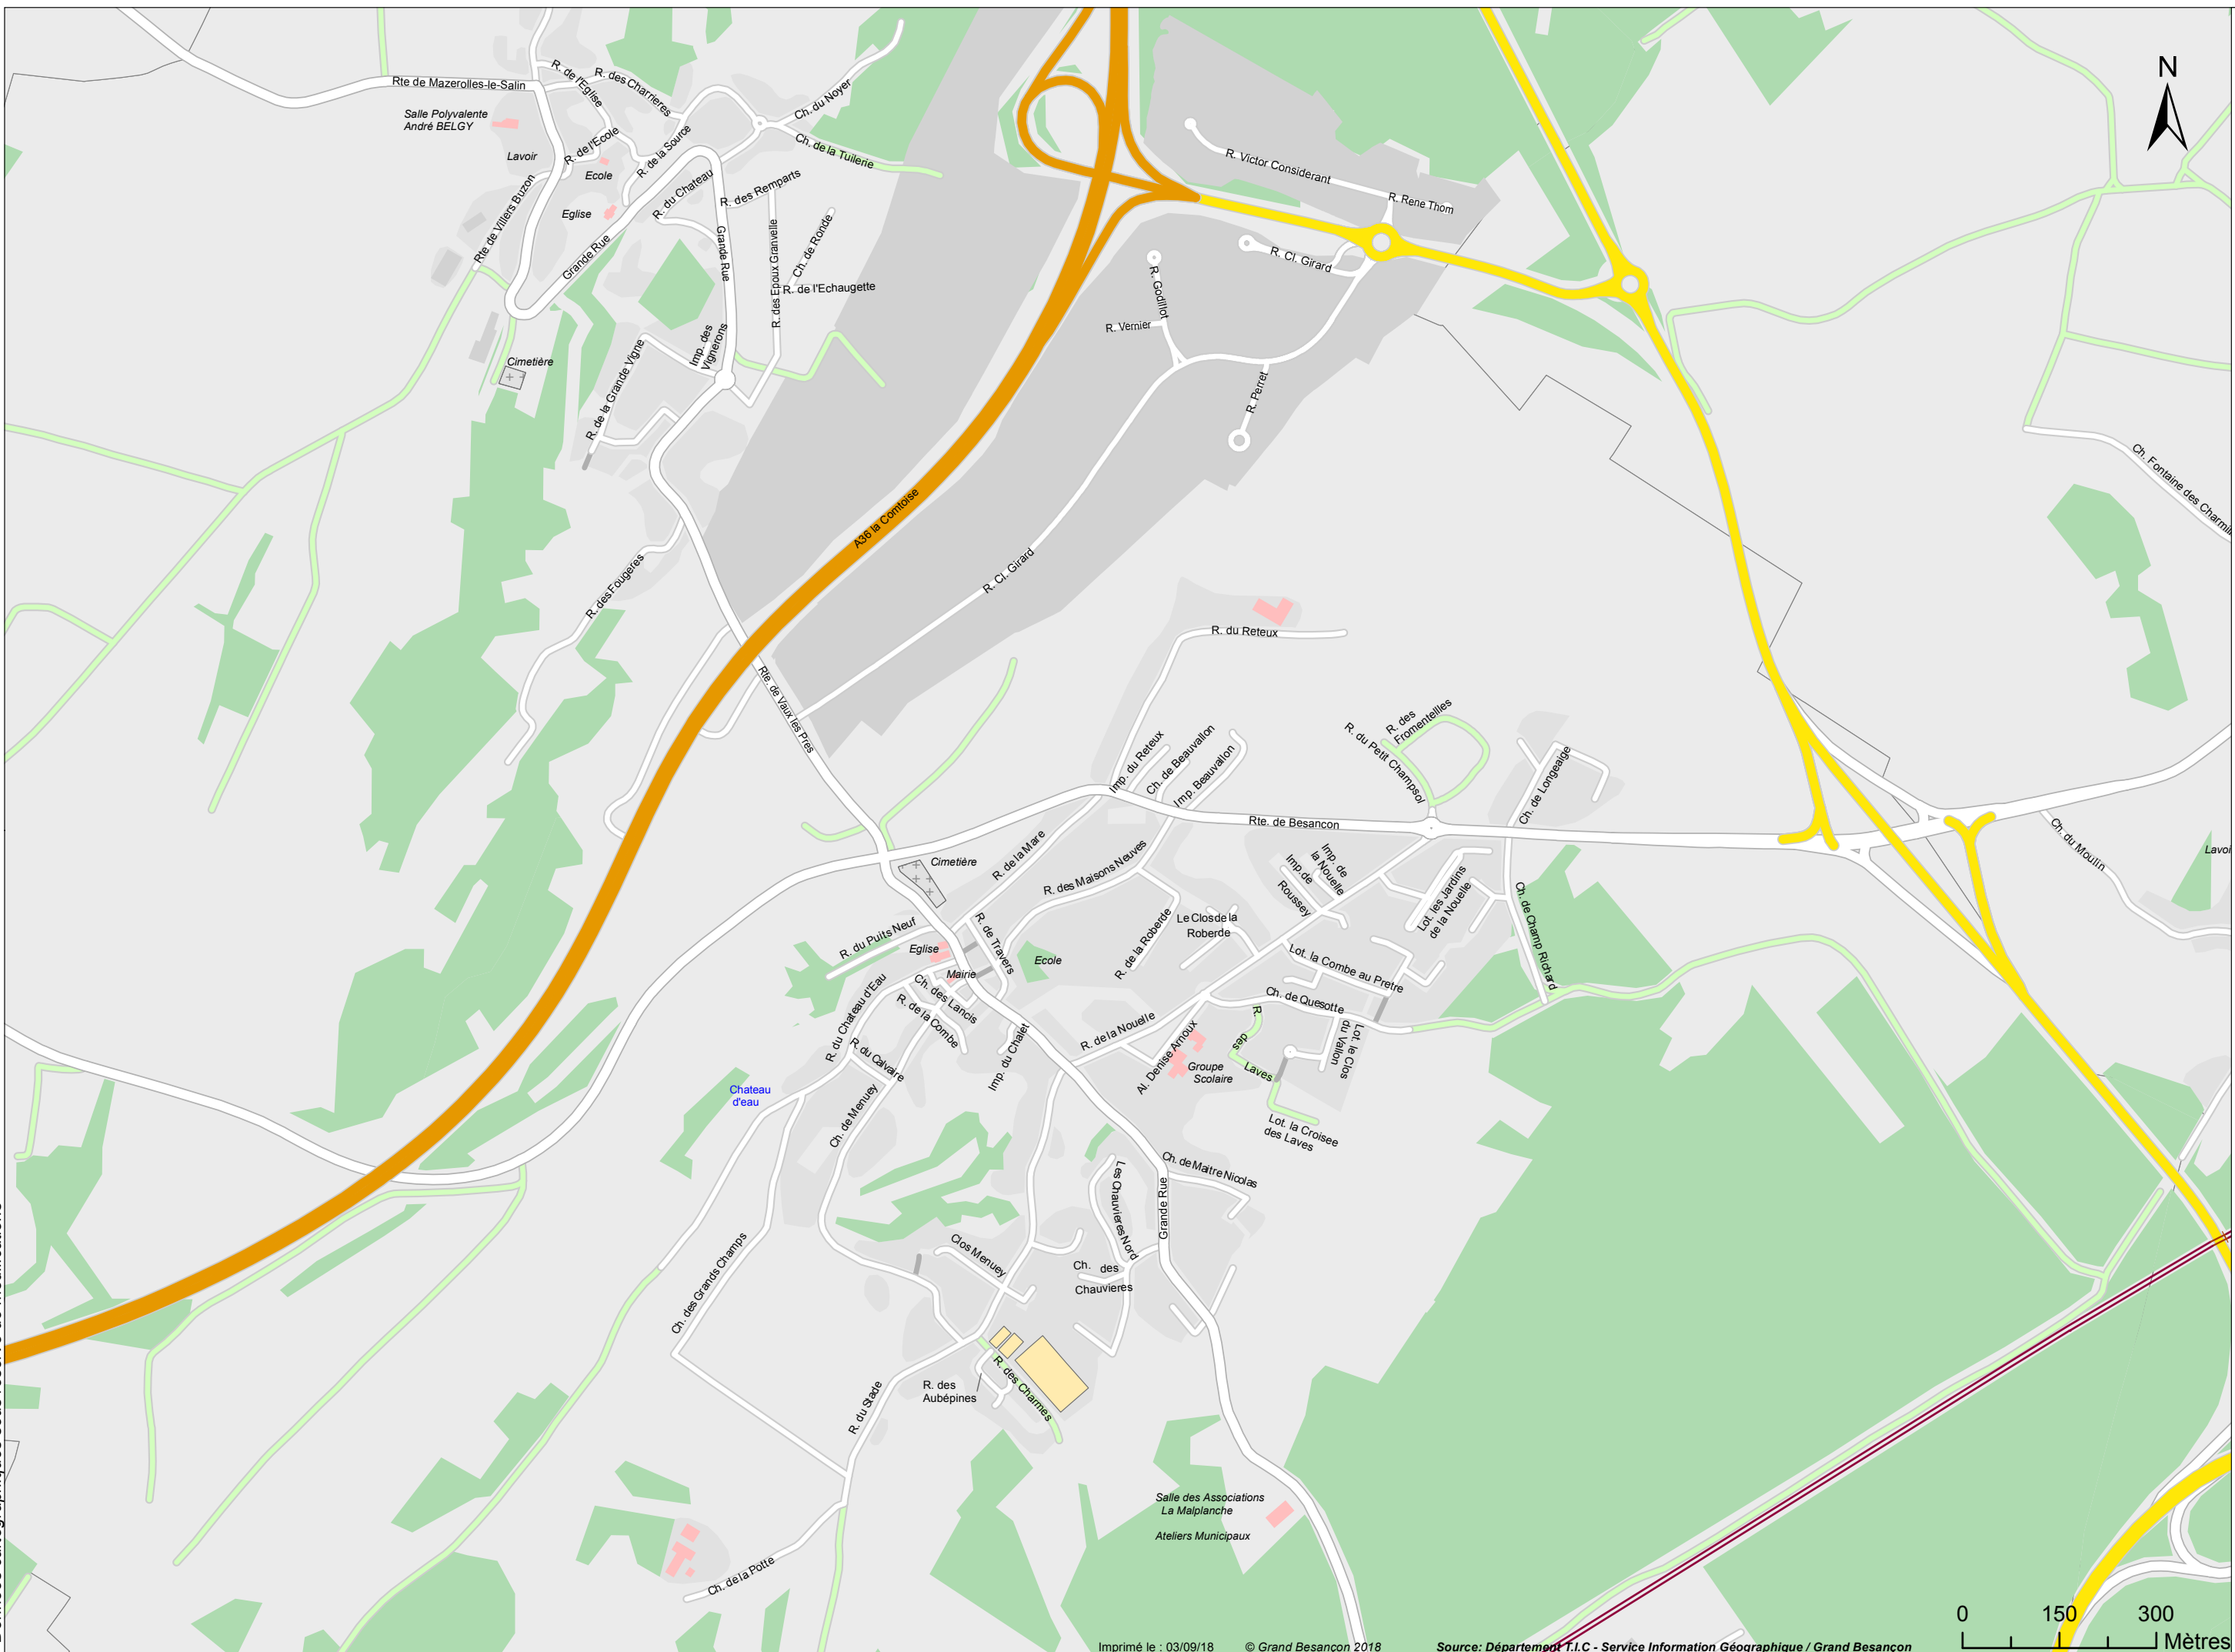 N
Rte de Mazerolles-le-Salin
R. de l'Eglise
R. des Charrieres
Ch. du Noyer
Salle Polyvalente
André BELGY
Lavoir
R. de l'Ecole
Ecole
R. de la Source
Ch. de la Tuilerie
Eglise
R. du Chateau
R. des Remparts
Rte de Villers Buzon
Grande Rue
Grande Rue
R. des Epoux Granvelle
Ch. de Ronde
R. de l'Echaugette
Imp. des
Vignerons
Cimetière
R. de la Grande Vigne
R. Victor Considerant
R. Rene Thom
R. Cl. Girard
R. Godillot
R. Vernier
R. Perret
A36 la Comtoise
R. Cl. Girard
R. des Fougeres
Ch. Fontaine des Charmil
R. du Reteux
Rte. de Vaux les Pres
Imp. du Reteux
Ch. de Beauvallon
Imp. Beauvallon
R. des
Fromentellles
R. du Petit Champsol
Ch. de Longeaige
Rte. de Besancon
Ch. du Moulin
Lavoi
Cimetière
R. de la Mare
R. des Maisons Neuves
Imp. de
la Nouelle
Imp.de
Roussey
Lot. les Jardins
de la Nouelle
Ch. de Champ Richard
R. du Puits Neuf
R. de Travers
Le Clos de la
Roberde
R. de la Roberde
Eglise
Mairie
Ecole
Lot. la Combe au Pretre
Ch. des Lancis
R. de la Combe
R. du Chateau d'Eau
Ch. de Quesotte
Lot. le Clos
du Vallon
R. de la Nouelle
R.
des
Laves
Imp. du Chalet
Al. Denise Arnoux
Groupe
Scolaire
R. du Calvaire
Chateau
d'eau
Ch. de Menuey
Lot. la Croisee
des Laves
Ch. de Maitre Nicolas
Les Chauvieres Nord
Grande Rue
Clos Menuey
Ch. des
Chauvieres
Ch. des Grands Champs
R. des
Aubépines
R. des Charmes
R. du Stade
Salle des Associations
La Malplanche
Ateliers Municipaux
Ch. de la Potte
0 150 300
Mètres
Imprimé le : 03/09/18 © Grand Besançon 2018 Source: Département T.I.C - Service Information Géographique / Grand Besançon